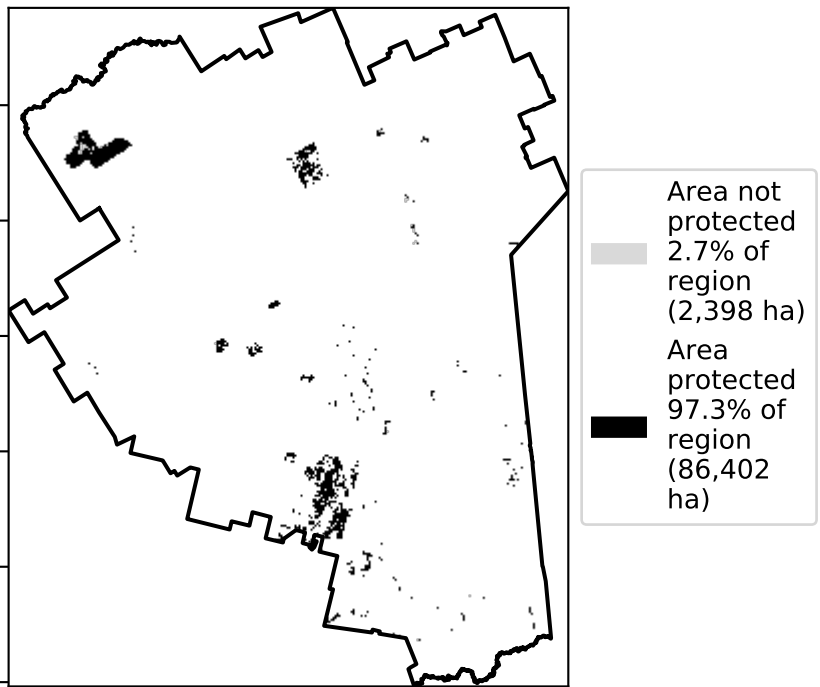 Area not
protected
2.7% of
region
(2,398 ha)
Area
protected
97.3% of
region
(86,402
ha)